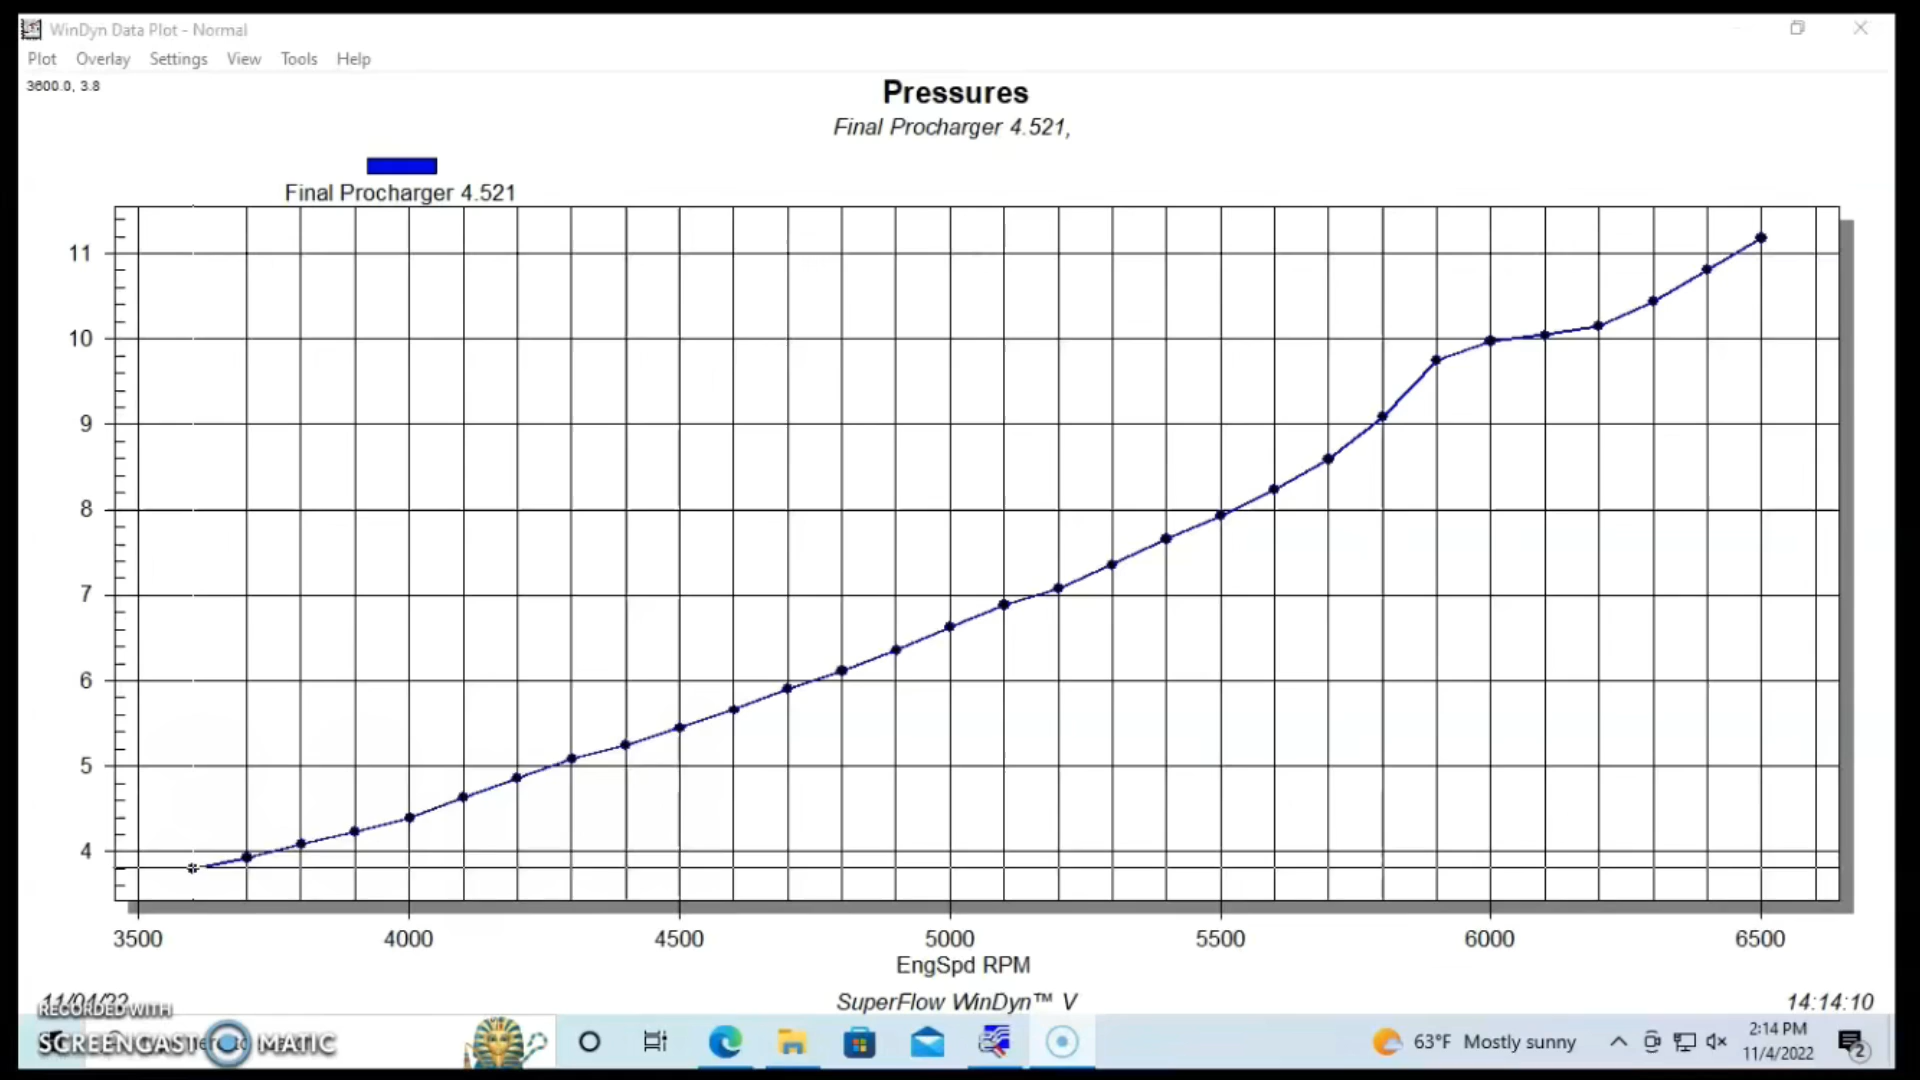 WinDyn Data Plot - Normal
Plot Overlay Settings View Tools Help
3600.0, 3.8
Pressures
Final Procharger 4.521,
Final Procharger 4.521
11
10
9
8
7
6
5
4
3500 4000 4500 5000 5500 6000 6500
EngSpd RPM
11/04/22 SuperFlow WinDyn™ V 14:14:10
RECORDED WITH
SCREENCAST MATIC
63°F Mostly sunny
2:14 PM
11/4/2022
2